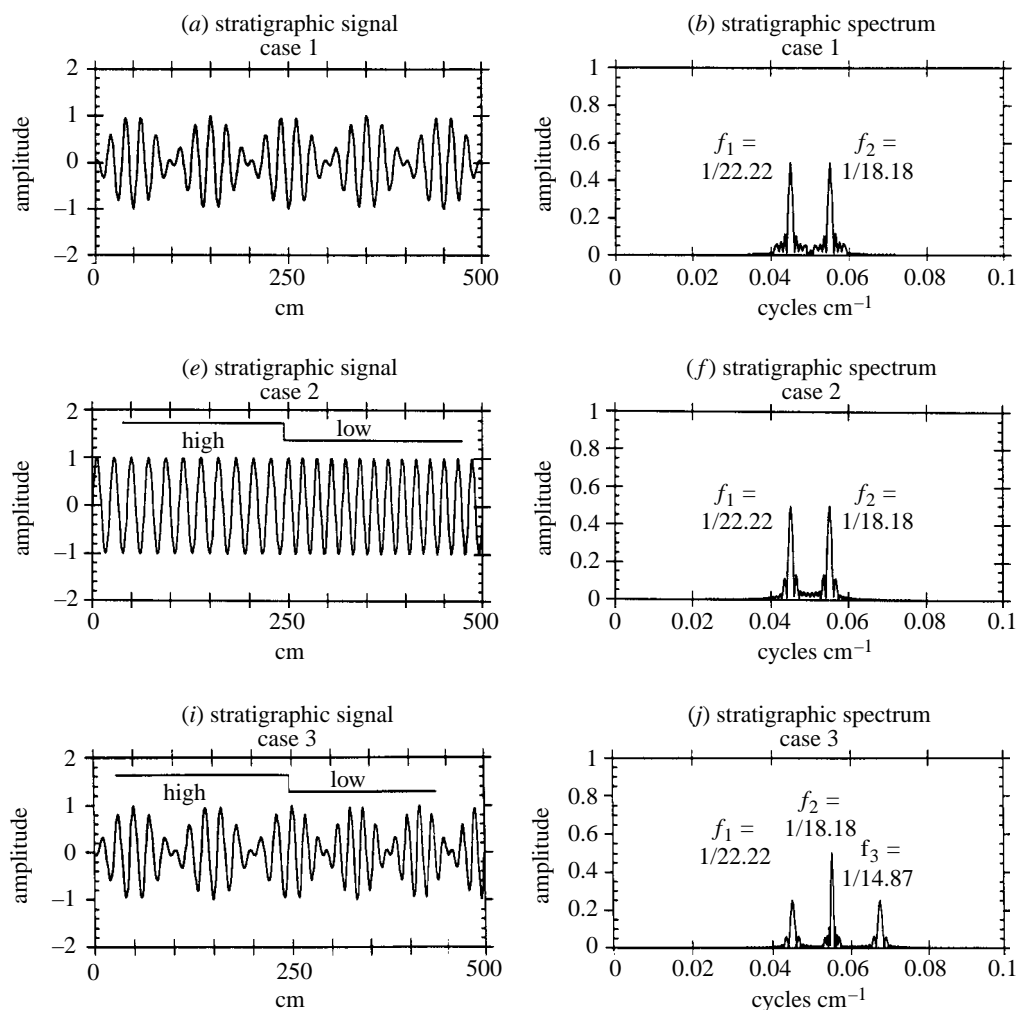 (a) stratigraphic signal
case 1
2
1
0
−1
−2
amplitude
0
250
500
cm
(b) stratigraphic spectrum
case 1
1
0.8
0.6
0.4
0.2
0
amplitude
f1 =
1/22.22
f2 =
1/18.18
0
0.02
0.04
0.06
0.08
0.1
cycles cm−1
(e) stratigraphic signal
case 2
2
1
0
−1
−2
amplitude
high
low
0
250
500
cm
(f) stratigraphic spectrum
case 2
1
0.8
0.6
0.4
0.2
0
amplitude
f1 =
1/22.22
f2 =
1/18.18
0
0.02
0.04
0.06
0.08
0.1
cycles cm−1
(i) stratigraphic signal
case 3
2
1
0
−1
−2
amplitude
high
low
0
250
500
cm
(j) stratigraphic spectrum
case 3
1
0.8
0.6
0.4
0.2
0
amplitude
f1 =
1/22.22
f2 =
1/18.18
f3 =
1/14.87
0
0.02
0.04
0.06
0.08
0.1
cycles cm−1